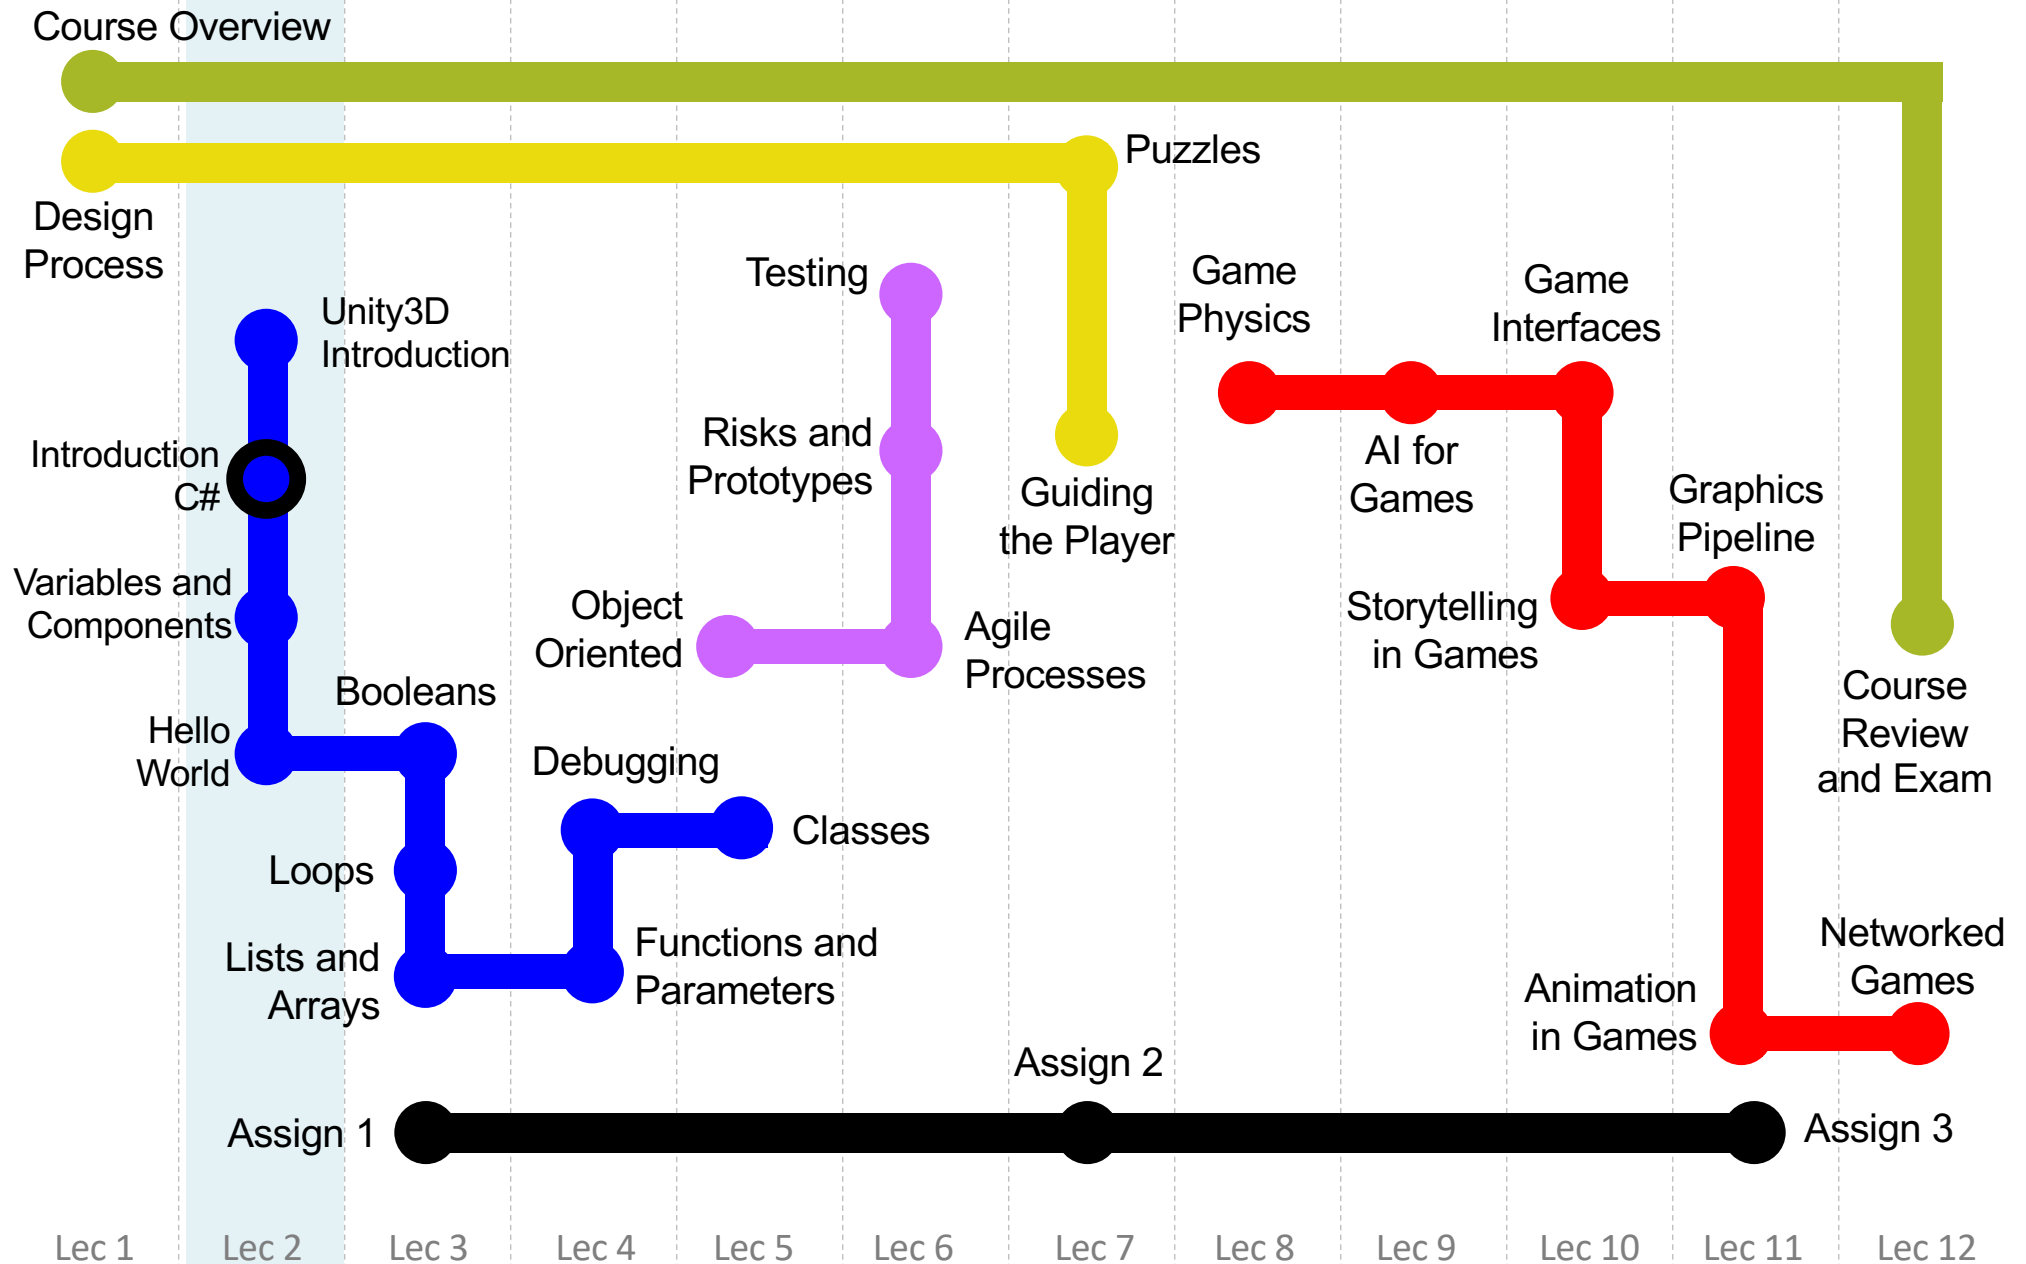 Course Overview
Design
Process
Puzzles
Unity3D
Introduction
Testing
Game
Physics
Game
Interfaces
Introduction
C#
Risks and
Prototypes
Guiding
the Player
AI for
Games
Graphics
Pipeline
Variables and
Components
Object
Oriented
Agile
Processes
Storytelling
in Games
Course
Review
and Exam
Booleans
Hello
World
Debugging
Classes
Loops
Lists and
Arrays
Functions and
Parameters
Networked
Games
Animation
in Games
Assign 1
Assign 2
Assign 3
Lec 1
Lec 2
Lec 3
Lec 4
Lec 5
Lec 6
Lec 7
Lec 8
Lec 9
Lec 10
Lec 11
Lec 12